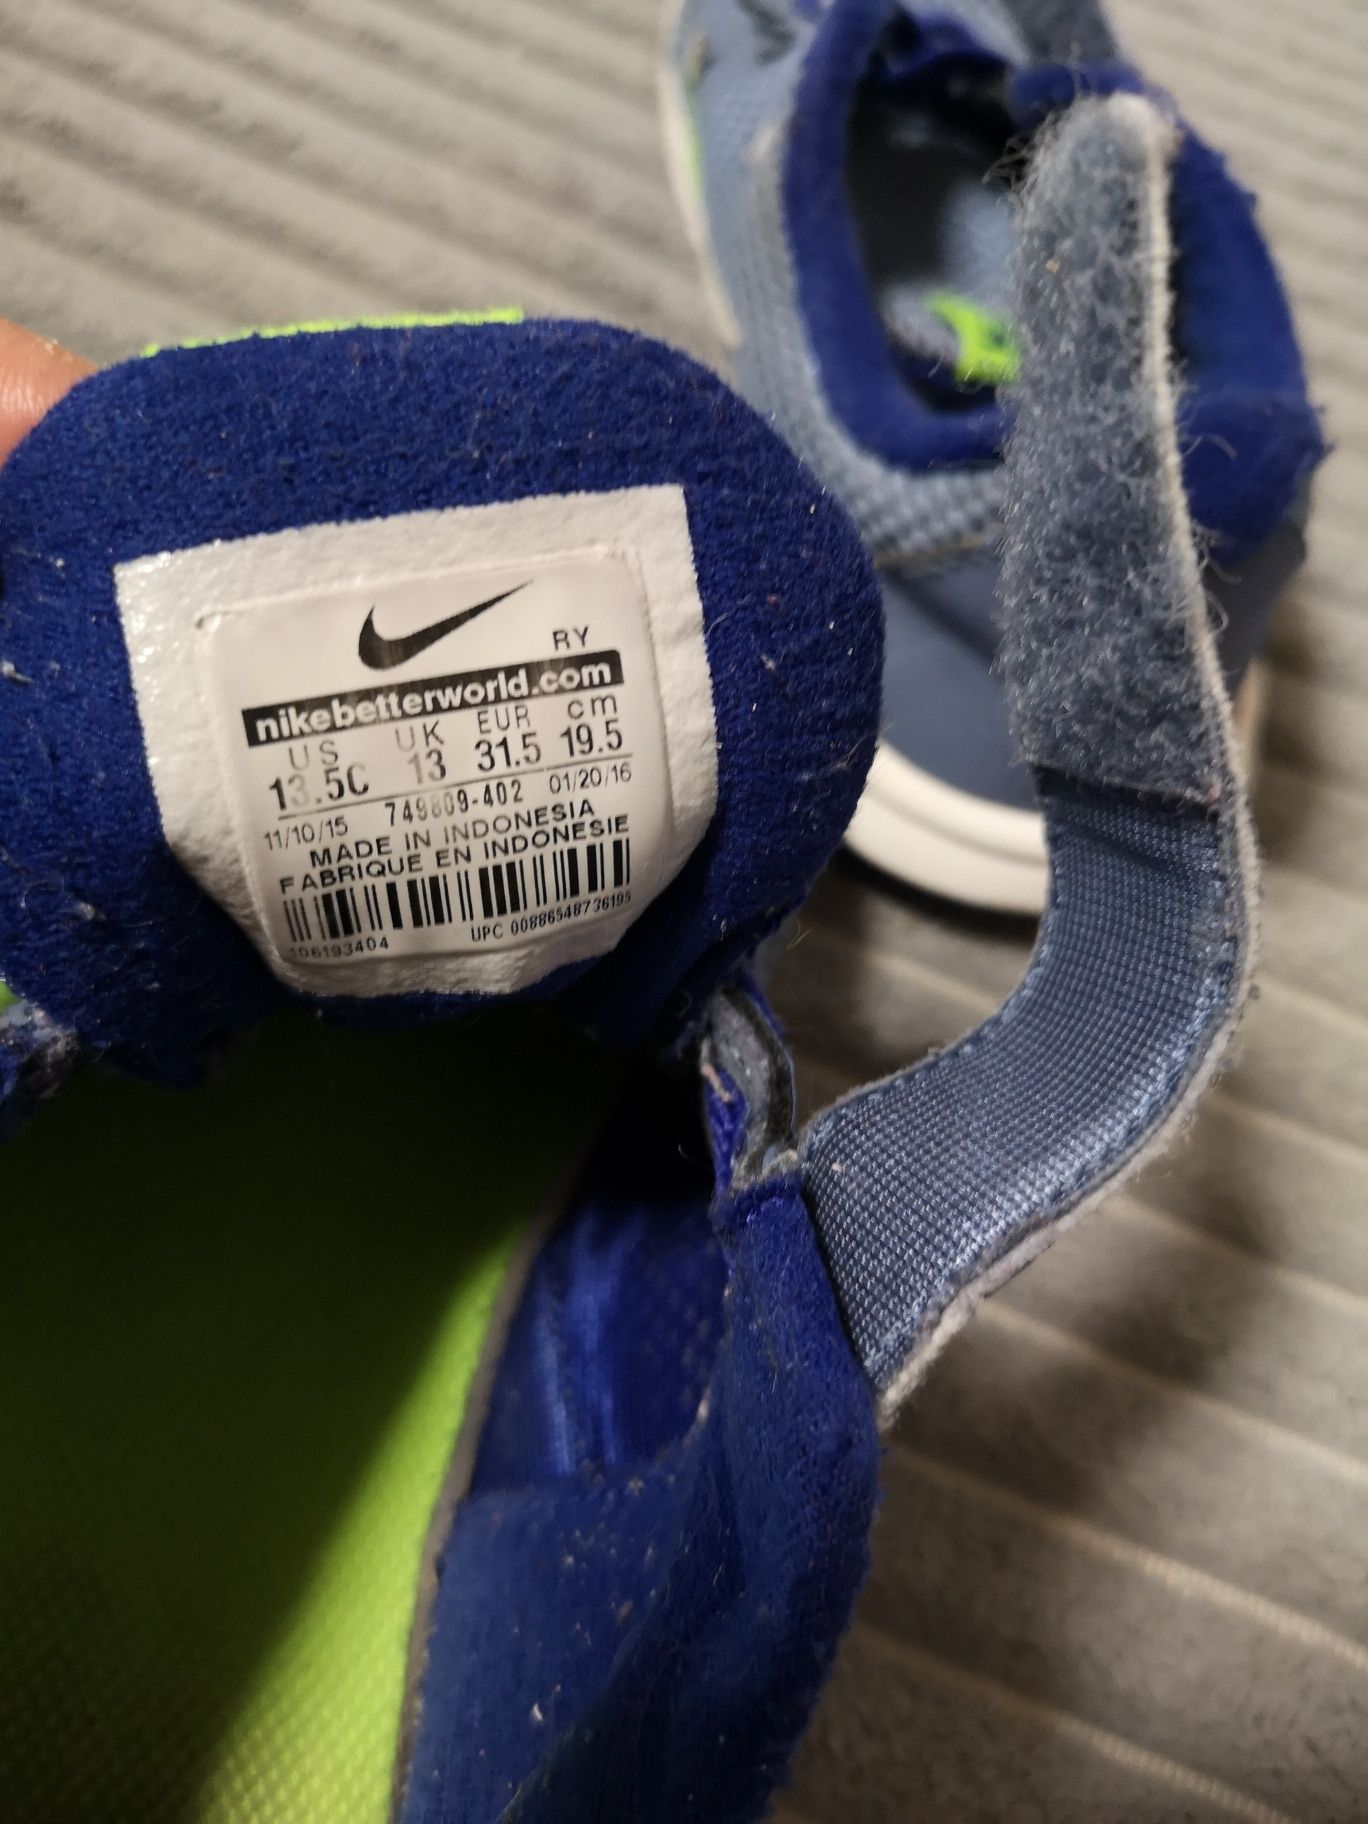 RY
nikebetterworld.com
US UK EUR cm
13.5C 13 31.5 19.5
11/10/15 749809-402 01/20/16
MADE IN INDONESIA
FABRIQUE EN INDONESIE
106193404 UPC 00886548736195